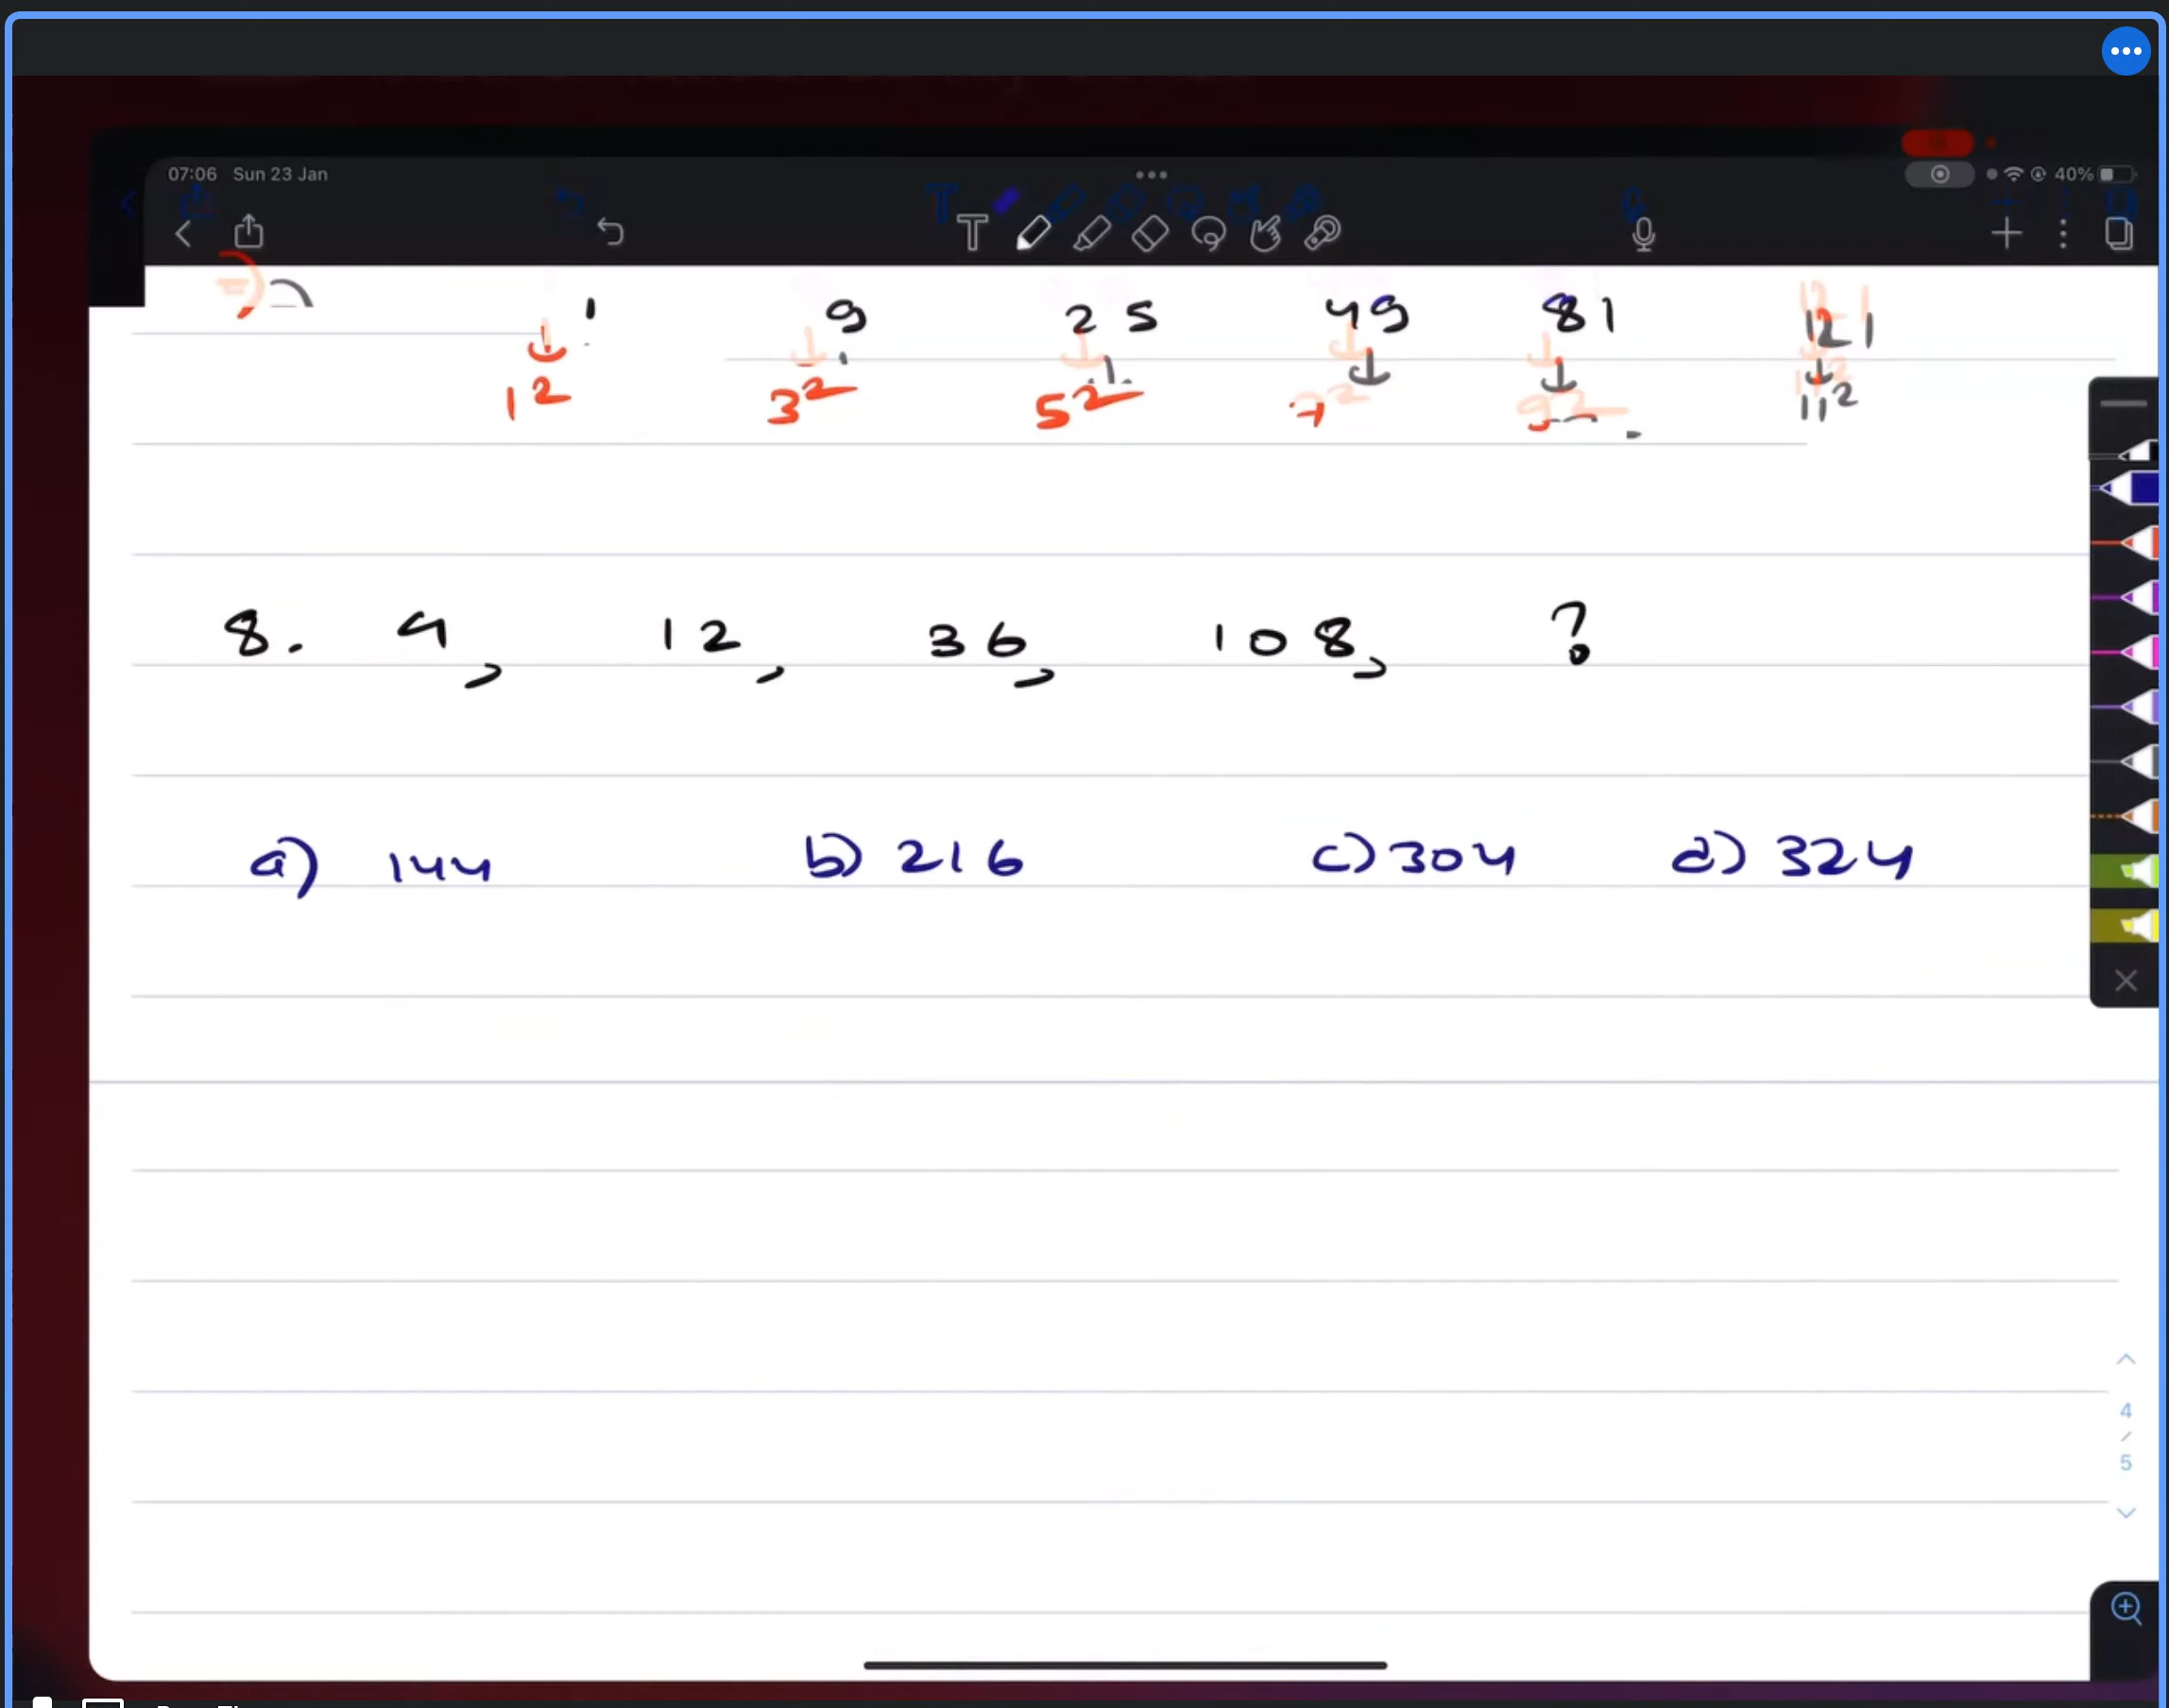 07:06 Sun 23 Jan 40%
1 9 25 49 81 121
1² 3² 5² 7² 9² 11²
8. 4, 12, 36, 108, ?
a) 144 b) 216 c) 304 d) 324
4
/
5